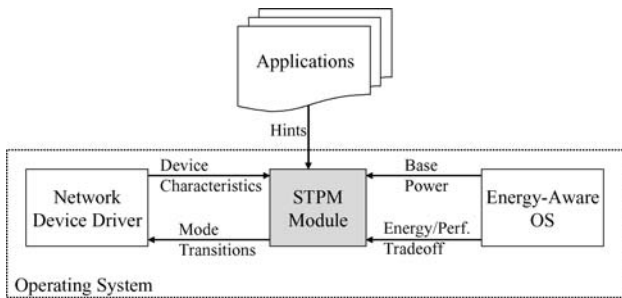 Applications
Hints
Device
Characteristics
Base
Power
Network
Device Driver
STPM
Module
Energy-Aware
OS
Mode
Transitions
Energy/Perf.
Tradeoff
Operating System